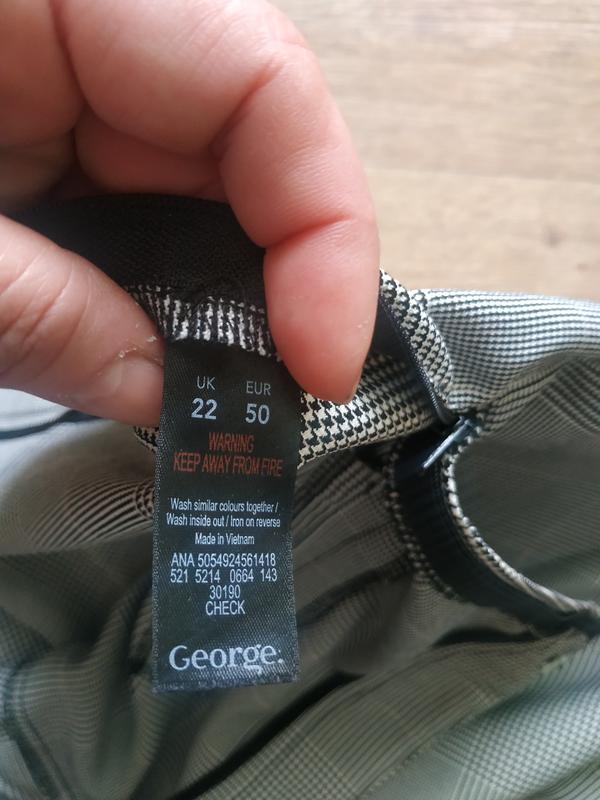 UK EUR
22 50
WARNING
KEEP AWAY FROM FIRE
Wash similar colours together /
Wash inside out / Iron on reverse
Made in Vietnam
ANA 5054924561418
521 5214 0664 143
30190
CHECK
George.